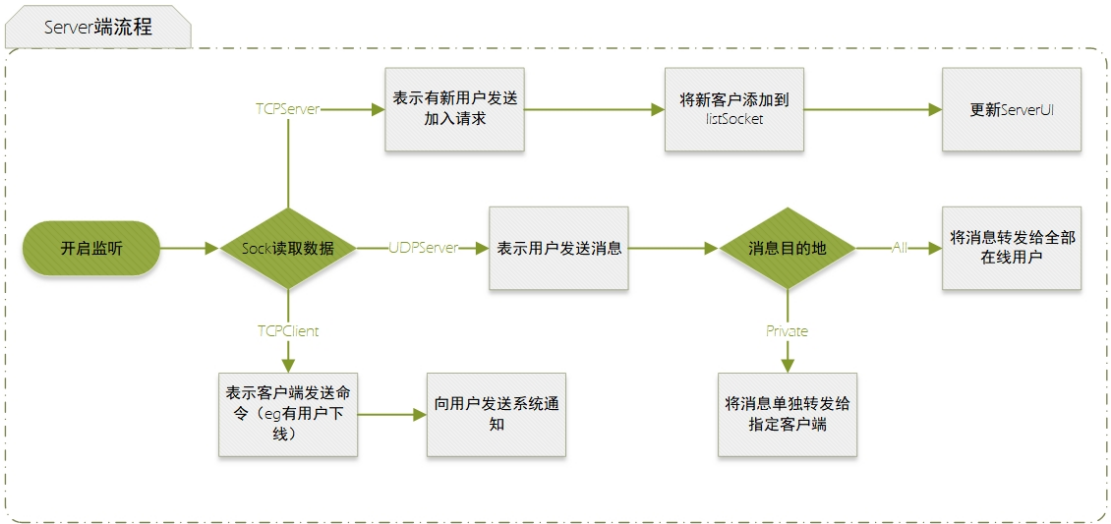 Server端流程
TCPServer
表示有新用户发送
加入请求
将新客户添加到
listSocket
更新ServerUI
开启监听
Sock读取数据
UDPServer
表示用户发送消息
消息目的地
All
将消息转发给全部
在线用户
TCPClient
Private
表示客户端发送命
令（eg有用户下
线）
向用户发送系统通
知
将消息单独转发给
指定客户端